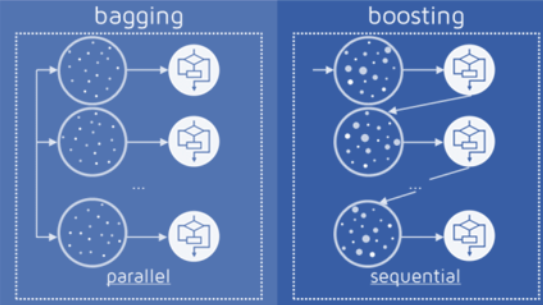 bagging
...
parallel
boosting
...
sequential